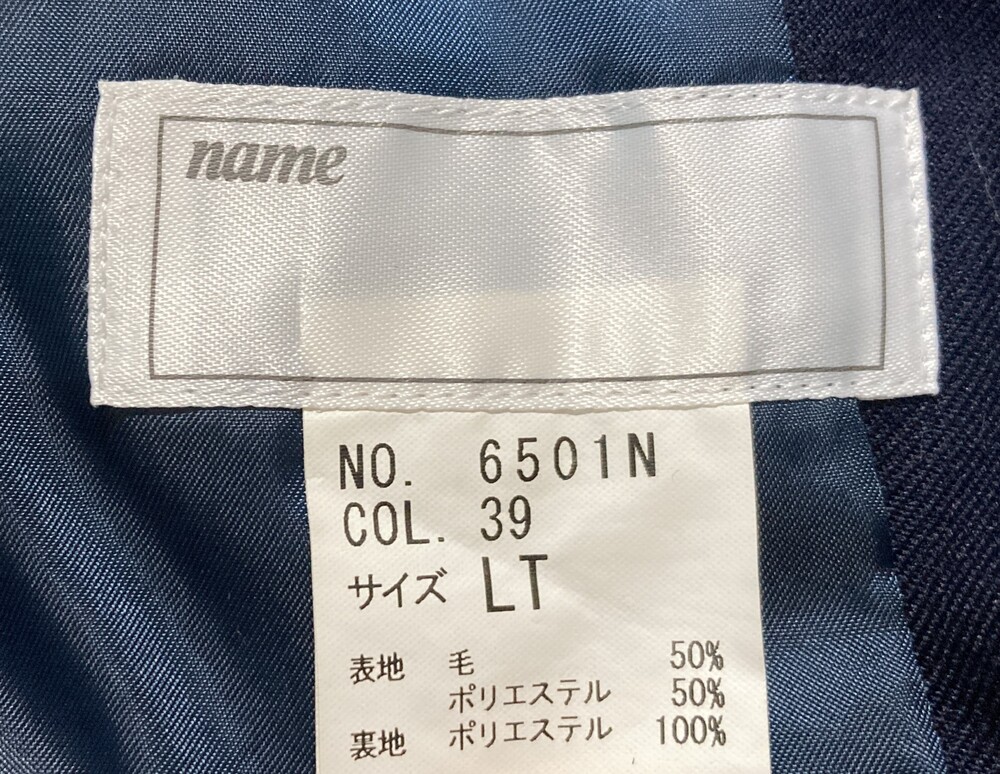 name
NO. 6501N
COL. 39
サイズ LT
表地 毛 50%
ポリエステル 50%
裏地 ポリエステル 100%